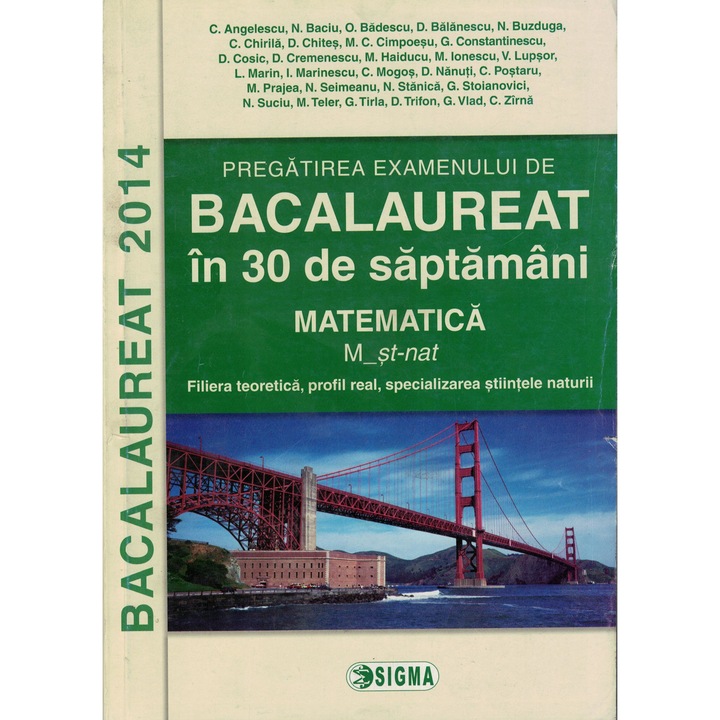 C. Angelescu, N. Baciu, O. Bădescu, D. Bălănescu, N. Buzduga,
C. Chirilă, D. Chiteș, M. C. Cimpoeșu, G. Constantinescu,
D. Cosic, D. Cremenescu, M. Haiducu, M. Ionescu, V. Lupșor,
L. Marin, I. Marinescu, C. Mogoș, D. Nănuți, C. Poștaru,
M. Prajea, N. Seimeanu, N. Stănică, G. Stoianovici,
N. Suciu, M. Teler, G. Tirla, D. Trifon, G. Vlad, C. Zîrnă
BACALAUREAT 2014
PREGĂTIREA EXAMENULUI DE
BACALAUREAT
în 30 de săptămâni
MATEMATICĂ
M_șt-nat
Filiera teoretică, profil real, specializarea științele naturii
SIGMA